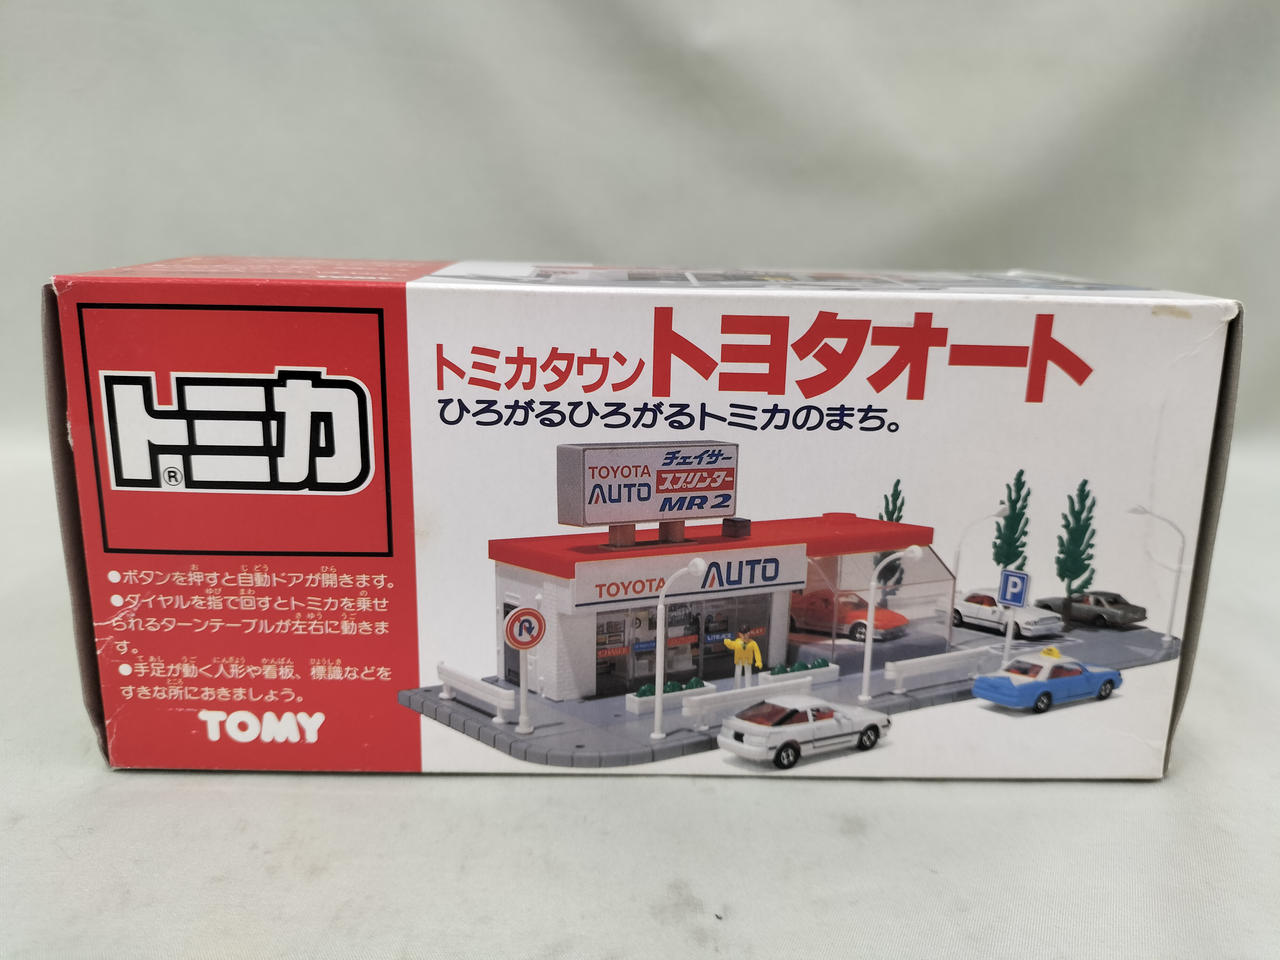 トミカ
®
●ボタンを押すと自動ドアが開きます。
●ダイヤルを指で回すとトミカを乗せ
られるターンテーブルが左右に動きま
す。
●手足が動く人形や看板、標識などを
すきな所におきましょう。
TOMY
トミカタウン トヨタオート
ひろがるひろがるトミカのまち。
TOYOTA
AUTO
チェイサー
スプリンター
MR2
TOYOTA AUTO
P